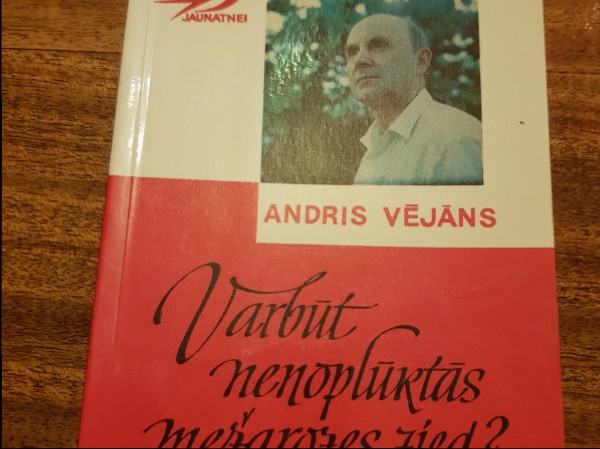 JAUNATNEI
ANDRIS VĒJĀNS
Varbūt
nenoplūktās
mežarozes zied?